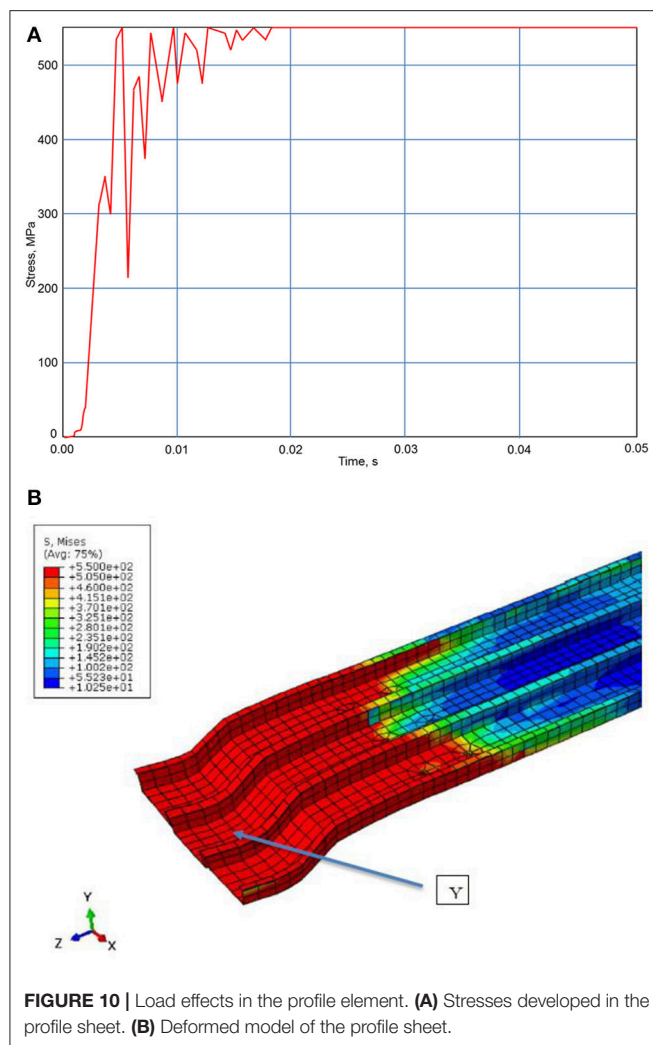 A
500
400
300
200
100
0
Stress, MPa
0.00 0.01 0.02 0.03 0.04 0.05
Time, s
B
S, Mises
(Avg: 75%)
+5.500e+02
+5.050e+02
+4.600e+02
+4.151e+02
+3.701e+02
+3.251e+02
+2.801e+02
+2.351e+02
+1.902e+02
+1.452e+02
+1.002e+02
+5.523e+01
+1.025e+01
Y
Y
Z
X
FIGURE 10 | Load effects in the profile element. (A) Stresses developed in the
profile sheet. (B) Deformed model of the profile sheet.